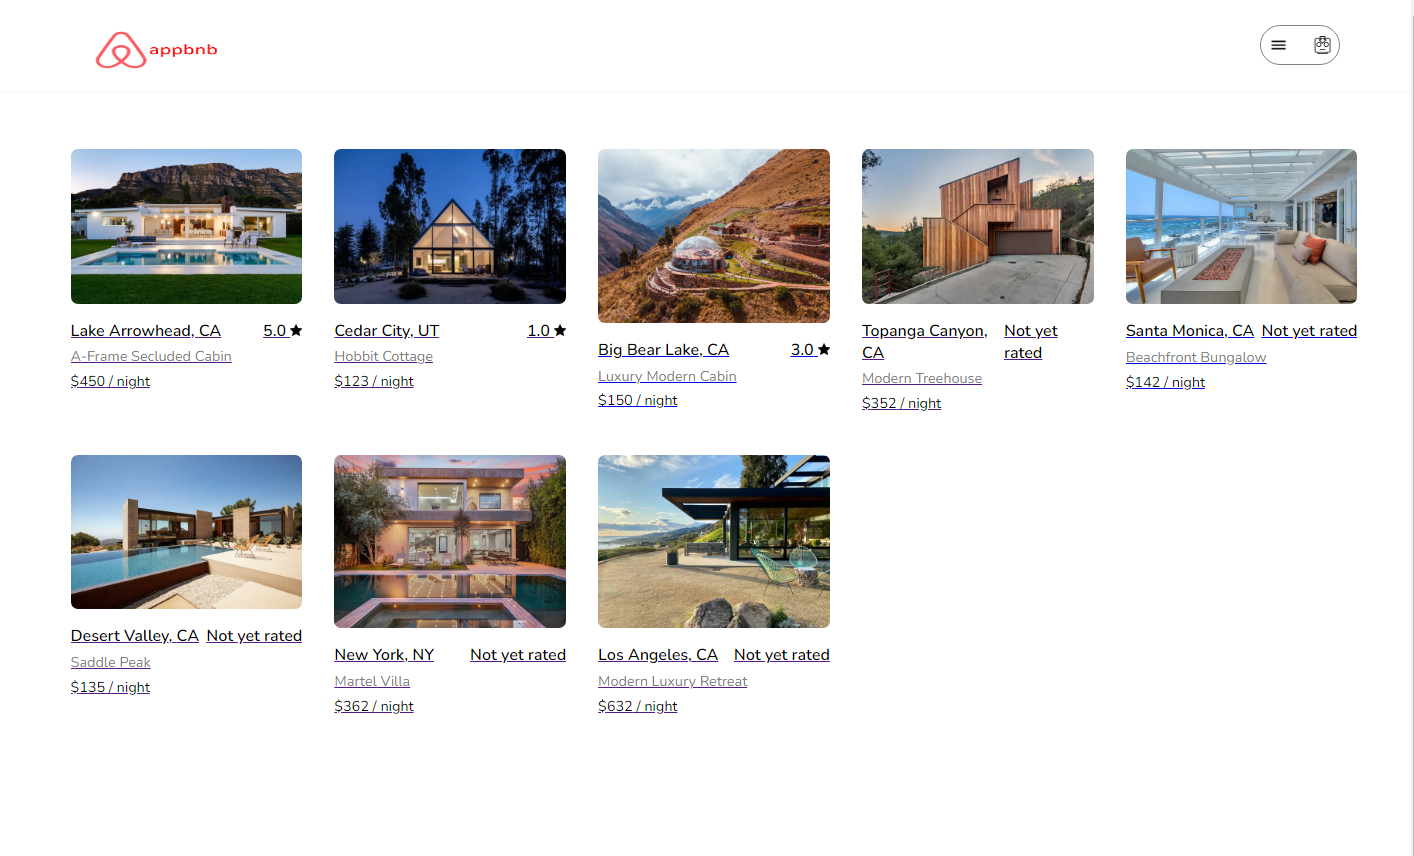 appbnb
Lake Arrowhead, CA 5.0
A-Frame Secluded Cabin
$450 / night
Cedar City, UT 1.0
Hobbit Cottage
$123 / night
Big Bear Lake, CA 3.0
Luxury Modern Cabin
$150 / night
Topanga Canyon, Not yet
CA rated
Modern Treehouse
$352 / night
Santa Monica, CA Not yet rated
Beachfront Bungalow
$142 / night
Desert Valley, CA Not yet rated
Saddle Peak
$135 / night
New York, NY Not yet rated
Martel Villa
$362 / night
Los Angeles, CA Not yet rated
Modern Luxury Retreat
$632 / night